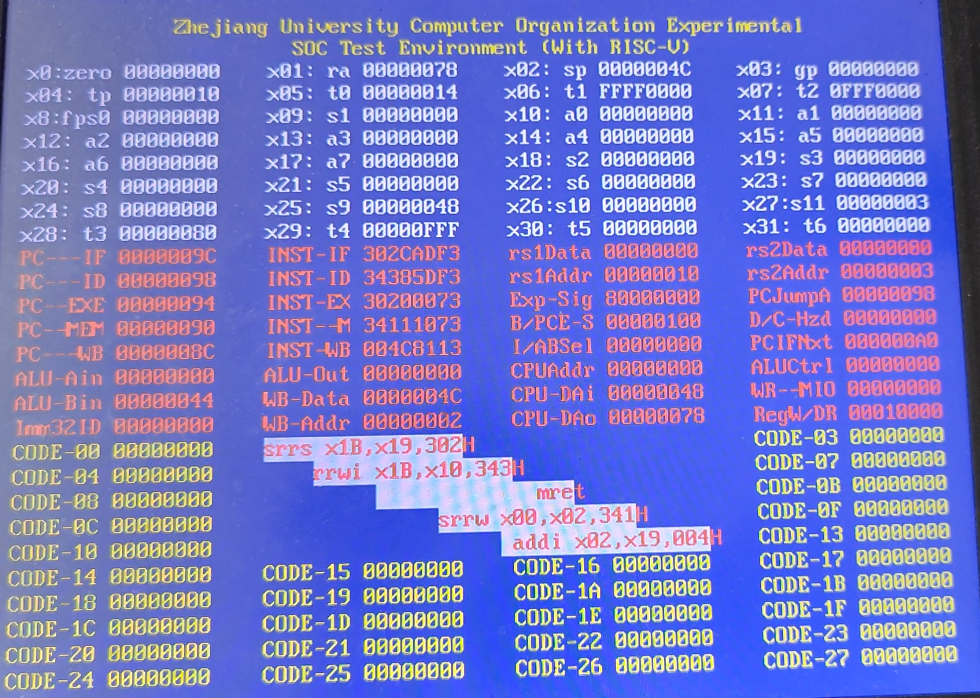 Zhejiang University Computer Organization Experimental
SOC Test Environment (With RISC-V)
x0:zero 00000000 x01: ra 00000078 x02: sp 0000004C x03: gp 00000000
x04: tp 00000010 x05: t0 00000014 x06: t1 FFFF0000 x07: t2 0FFF0000
x8:fps0 00000000 x09: s1 00000000 x10: a0 00000000 x11: a1 00000000
x12: a2 00000000 x13: a3 00000000 x14: a4 00000000 x15: a5 00000000
x16: a6 00000000 x17: a7 00000000 x18: s2 00000000 x19: s3 00000000
x20: s4 00000000 x21: s5 00000000 x22: s6 00000000 x23: s7 00000000
x24: s8 00000000 x25: s9 00000048 x26:s10 00000000 x27:s11 00000003
x28: t3 00000080 x29: t4 00000FFF x30: t5 00000000 x31: t6 00000000
PC---IF 0000009C INST-IF 302CADF3 rs1Data 00000000 rs2Data 00000000
PC---ID 00000098 INST-ID 34385DF3 rs1Addr 00000010 rs2Addr 00000003
PC--EXE 00000094 INST-EX 30200073 Exp-Sig 80000000 PCJumpA 00000098
PC--MEM 00000090 INST--M 34111073 B/PCE-S 00000100 D/C-Hzd 00000000
PC---WB 0000008C INST-WB 004C8113 I/ABSel 00000000 PCIFNxt 000000A0
ALU-Ain 00000000 ALU-Out 00000000 CPUAddr 00000000 ALUCtrl 00000000
ALU-Bin 00000044 WB-Data 0000004C CPU-DAi 00000048 WR--MIO 00000000
Imm32ID 00000000 WB-Addr 00000002 CPU-DAo 00000078 RegW/DR 00010000
CODE-00 00000000 srrs x1B,x19,302H CODE-03 00000000
CODE-04 00000000 rrwi x1B,x10,343H CODE-07 00000000
CODE-08 00000000 mret CODE-0B 00000000
CODE-0C 00000000 srrw x00,x02,341H CODE-0F 00000000
CODE-10 00000000 addi x02,x19,004H CODE-13 00000000
CODE-14 00000000 CODE-15 00000000 CODE-16 00000000 CODE-17 00000000
CODE-18 00000000 CODE-19 00000000 CODE-1A 00000000 CODE-1B 00000000
CODE-1C 00000000 CODE-1D 00000000 CODE-1E 00000000 CODE-1F 00000000
CODE-20 00000000 CODE-21 00000000 CODE-22 00000000 CODE-23 00000000
CODE-24 00000000 CODE-25 00000000 CODE-26 00000000 CODE-27 00000000